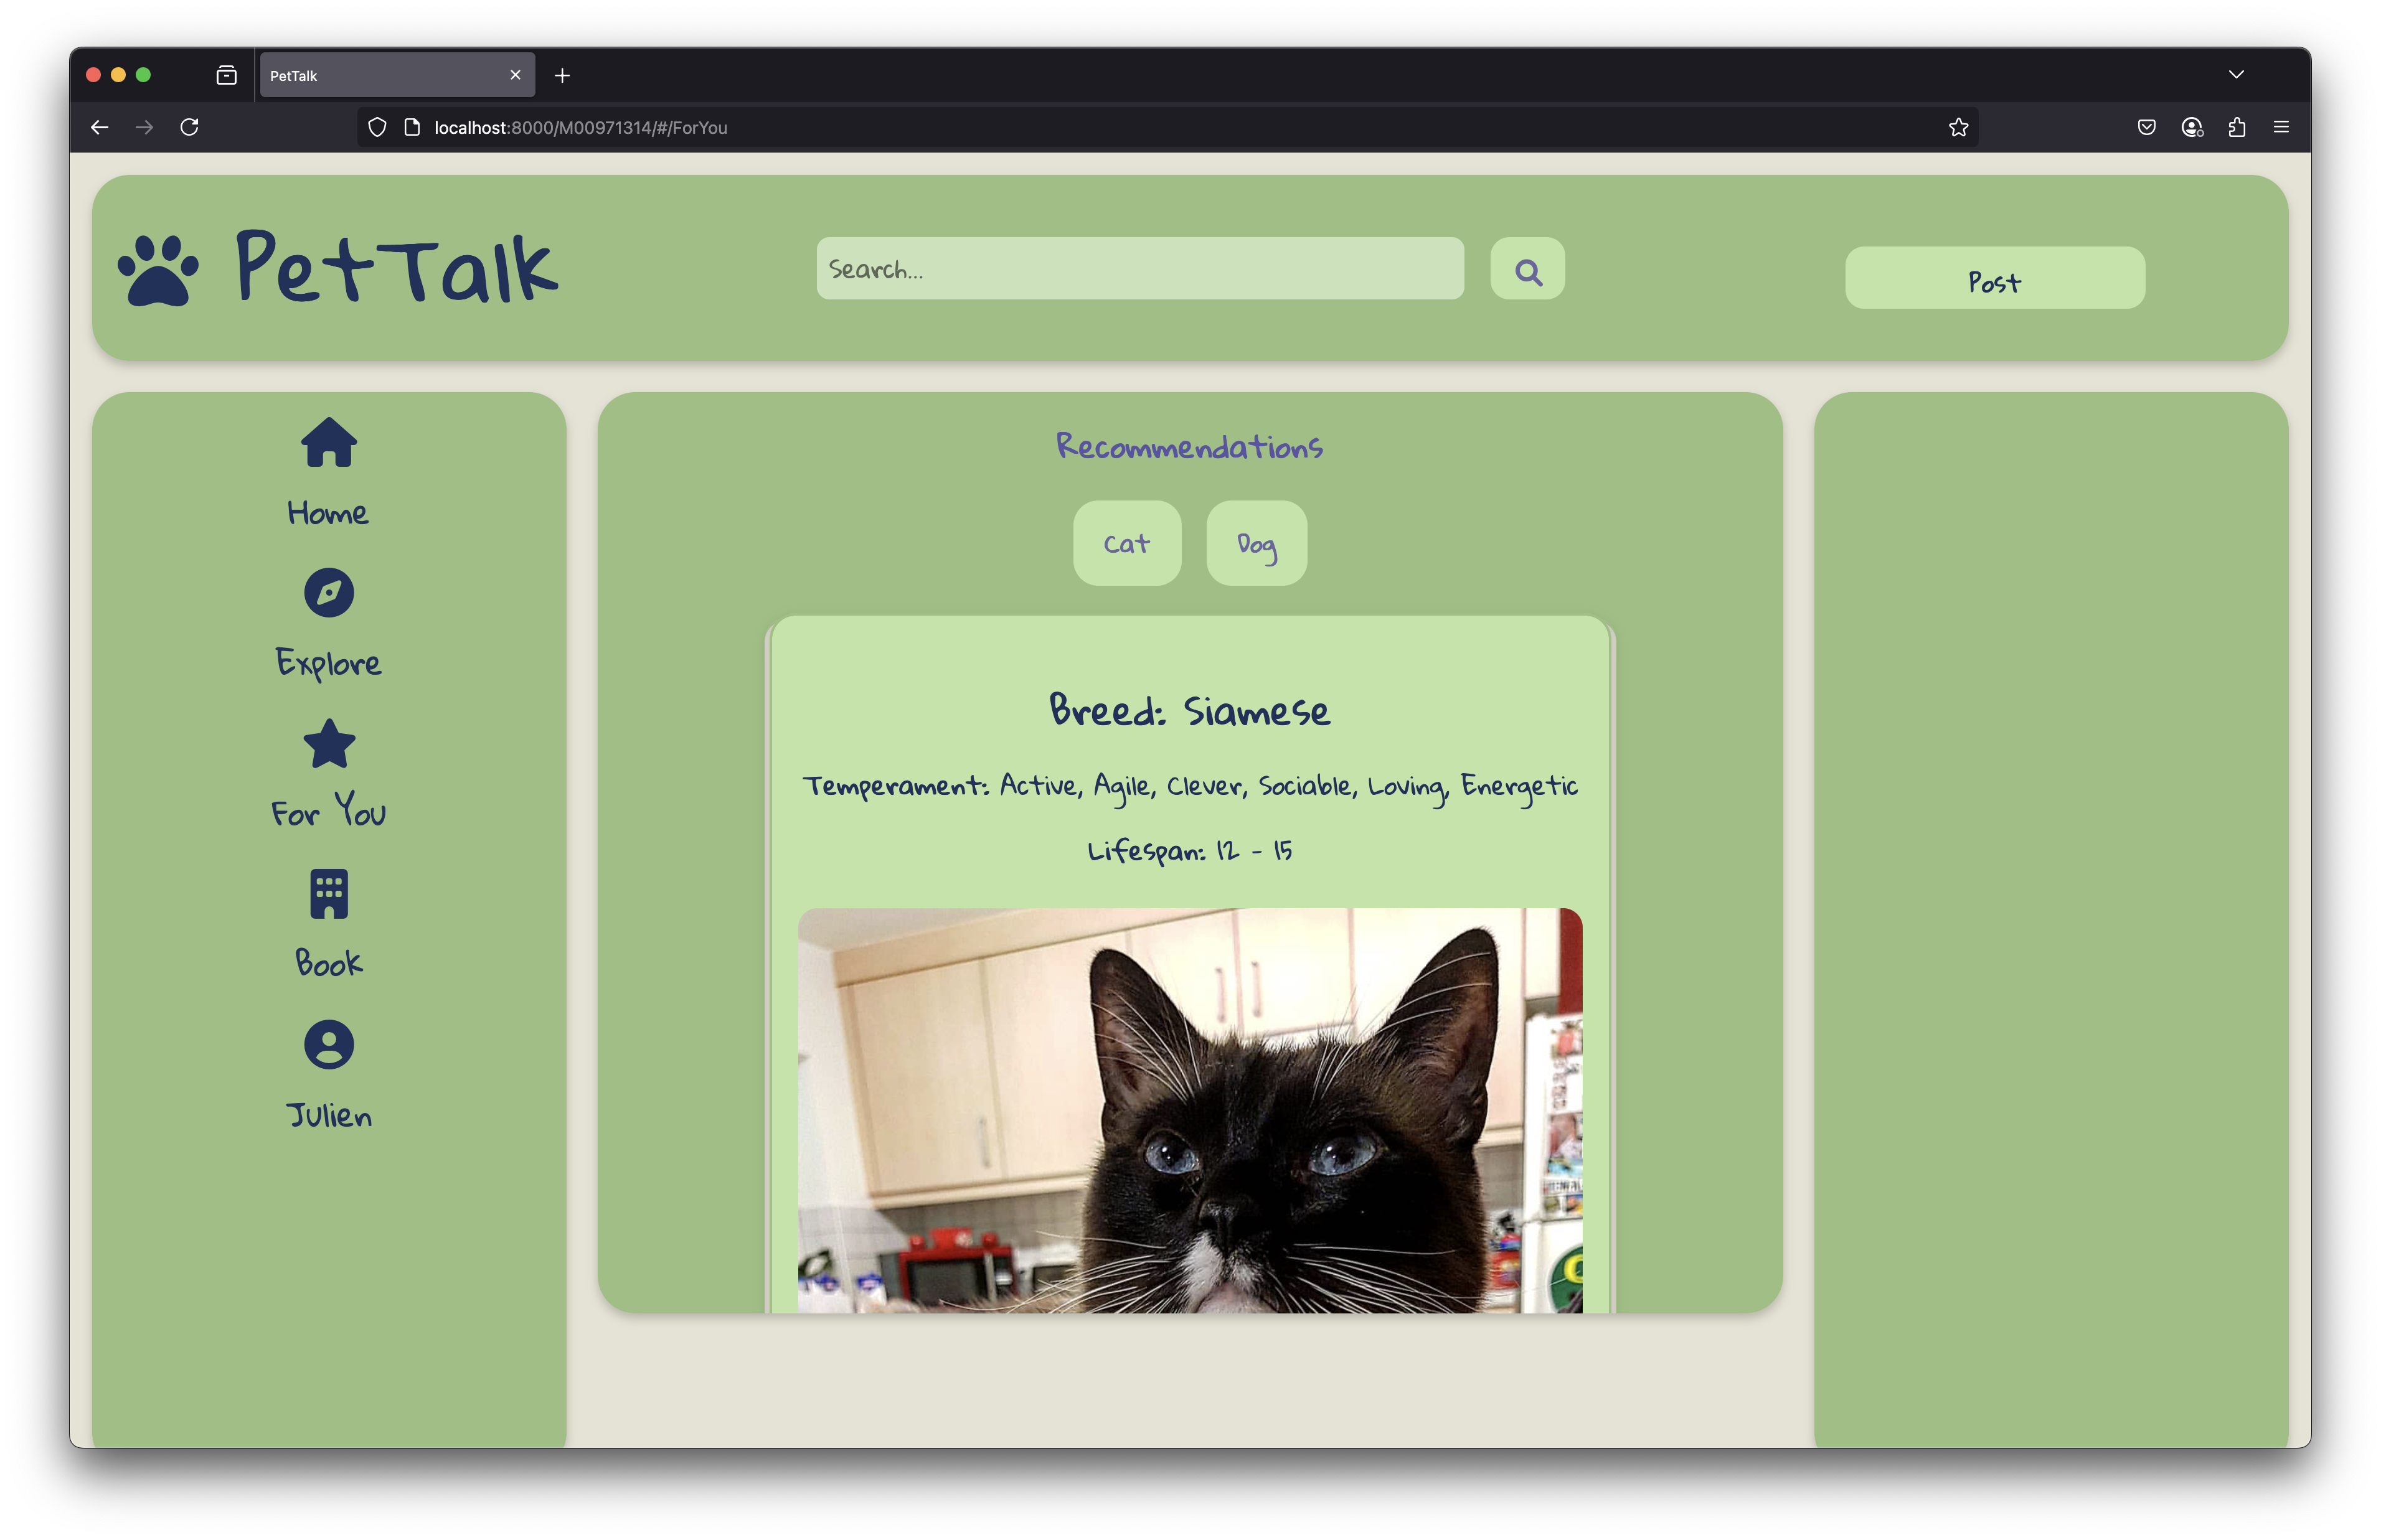 PetTalk
localhost:8000/M00971314/#/ForYou
PetTalk
Search...
Post
Home
Explore
For You
Book
Julien
Recommendations
Cat
Dog
Breed: Siamese
Temperament: Active, Agile, Clever, Sociable, Loving, Energetic
Lifespan: 12 - 15